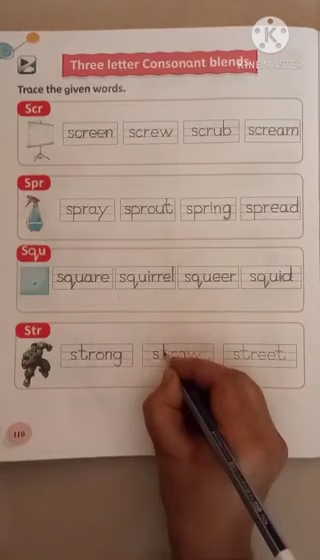 K
KINEMASTER
Three letter Consonant blends
Trace the given words.
Scr
screen screw scrub scream
Spr
spray sprout spring spread
Squ
square squirrel squeer squid
Str
strong straw street
110